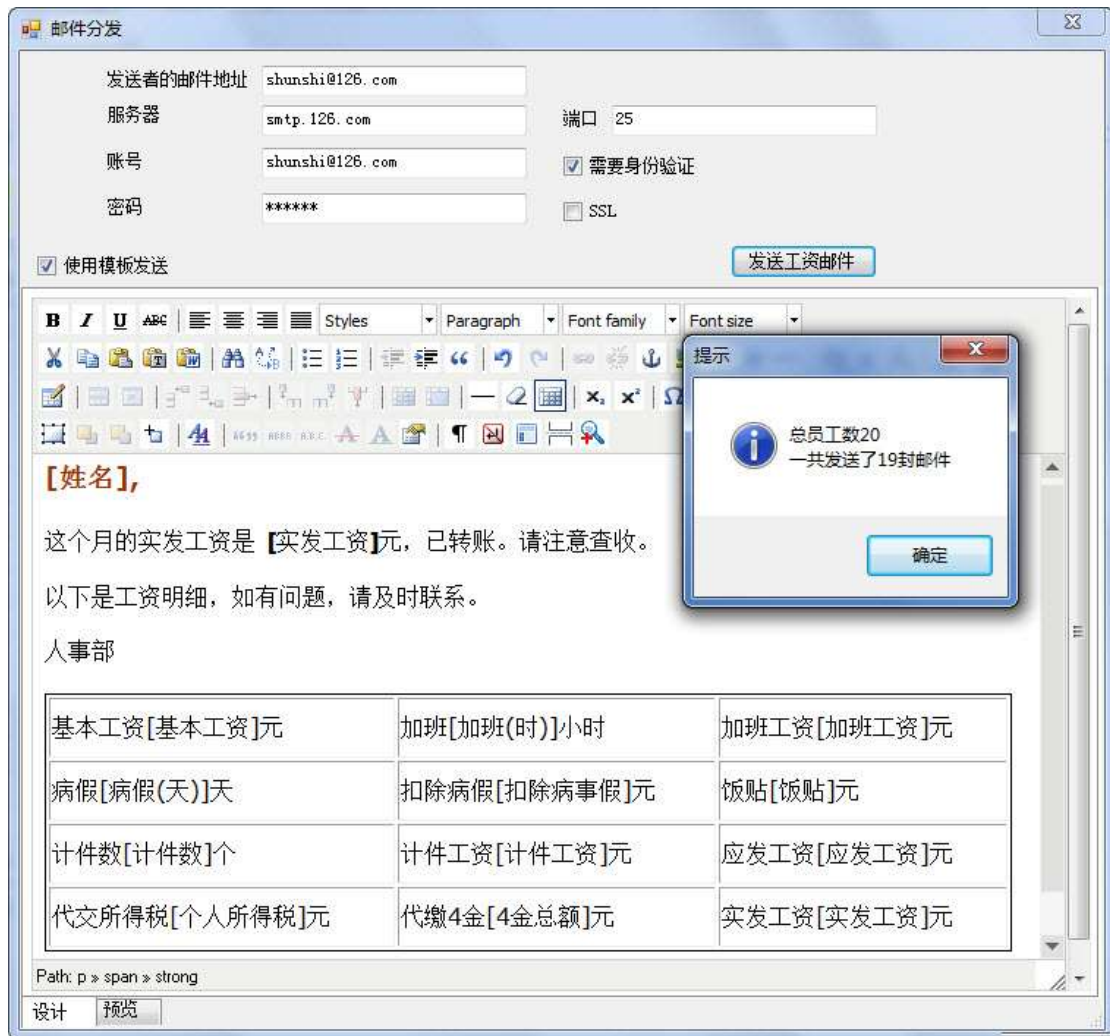 邮件分发
发送者的邮件地址 shunshi@126.com
服务器 smtp.126.com 端口 25
账号 shunshi@126.com 需要身份验证
密码 ****** SSL
使用模板发送 发送工资邮件
B I U ABC Styles Paragraph Font family Font size
提示
总员工数20
一共发送了19封邮件
确定
[姓名],
这个月的实发工资是 [实发工资]元，已转账。请注意查收。
以下是工资明细，如有问题，请及时联系。
人事部
基本工资[基本工资]元 加班[加班(时)]小时 加班工资[加班工资]元
病假[病假(天)]天 扣除病假[扣除病事假]元 饭贴[饭贴]元
计件数[计件数]个 计件工资[计件工资]元 应发工资[应发工资]元
代交所得税[个人所得税]元 代缴4金[4金总额]元 实发工资[实发工资]元
Path: p » span » strong
设计 预览